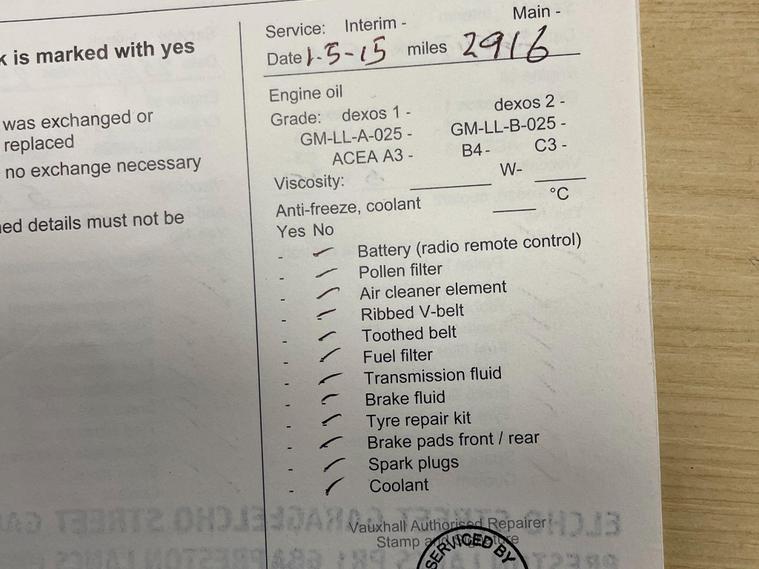 k is marked with yes
was exchanged or
replaced
no exchange necessary
ed details must not be
Service: Interim - Main -
Date 1-5-15 miles 2916
Engine oil
Grade: dexos 1 - dexos 2 -
GM-LL-A-025 - GM-LL-B-025 -
ACEA A3 - B4 - C3 -
Viscosity: W-
Anti-freeze, coolant °C
Yes No
- Battery (radio remote control)
- Pollen filter
- Air cleaner element
- Ribbed V-belt
- Toothed belt
- Fuel filter
- Transmission fluid
- Brake fluid
- Tyre repair kit
- Brake pads front / rear
- Spark plugs
- Coolant
Vauxhall Authorised Repairer
Stamp
SERVICED BY